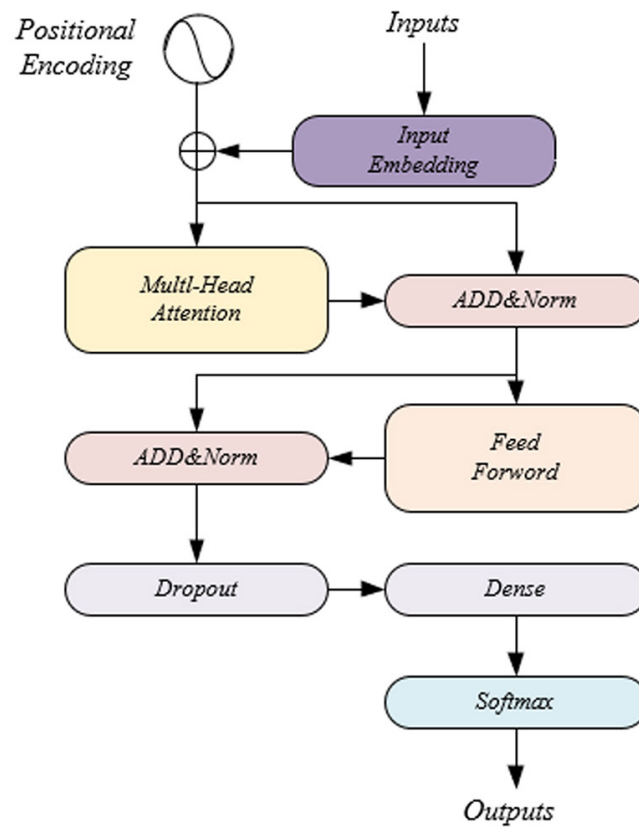 Positional
Encoding
Inputs
Input
Embedding
Multl-Head
Attention
ADD&Norm
ADD&Norm
Feed
Forword
Dropout
Dense
Softmax
Outputs